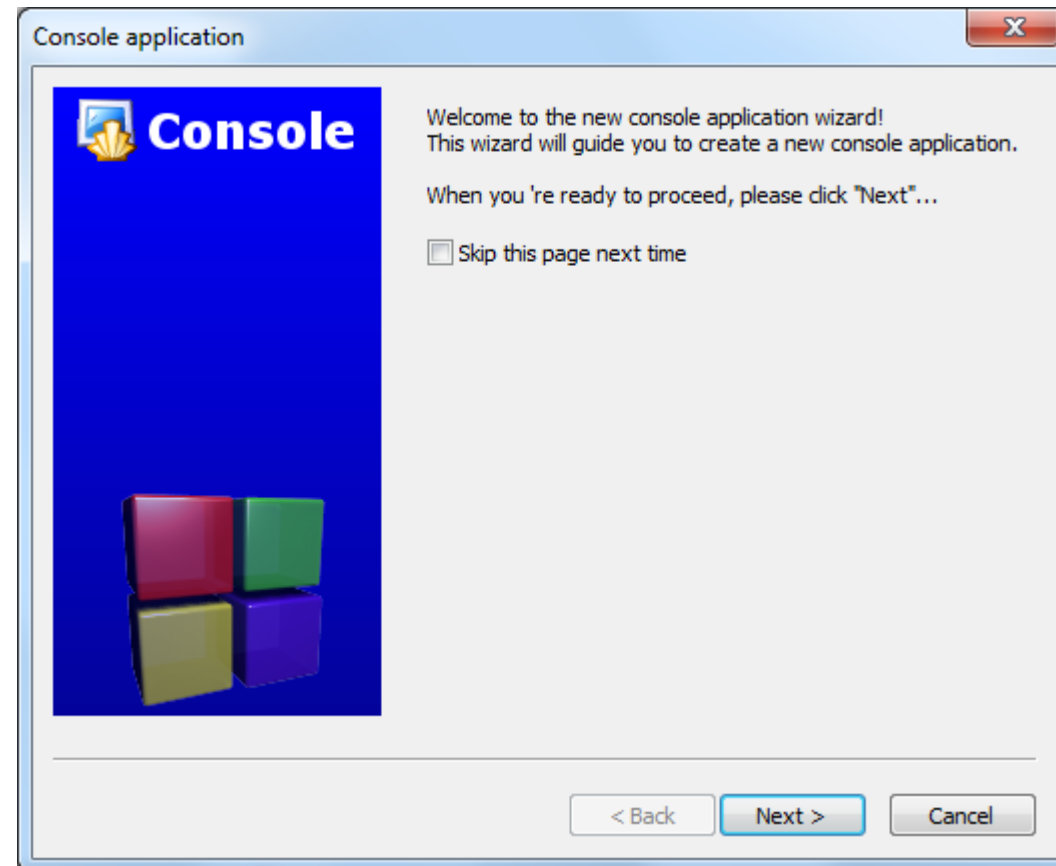 Console application
Console
Welcome to the new console application wizard!
This wizard will guide you to create a new console application.
When you 're ready to proceed, please click "Next"...
Skip this page next time
< Back
Next >
Cancel